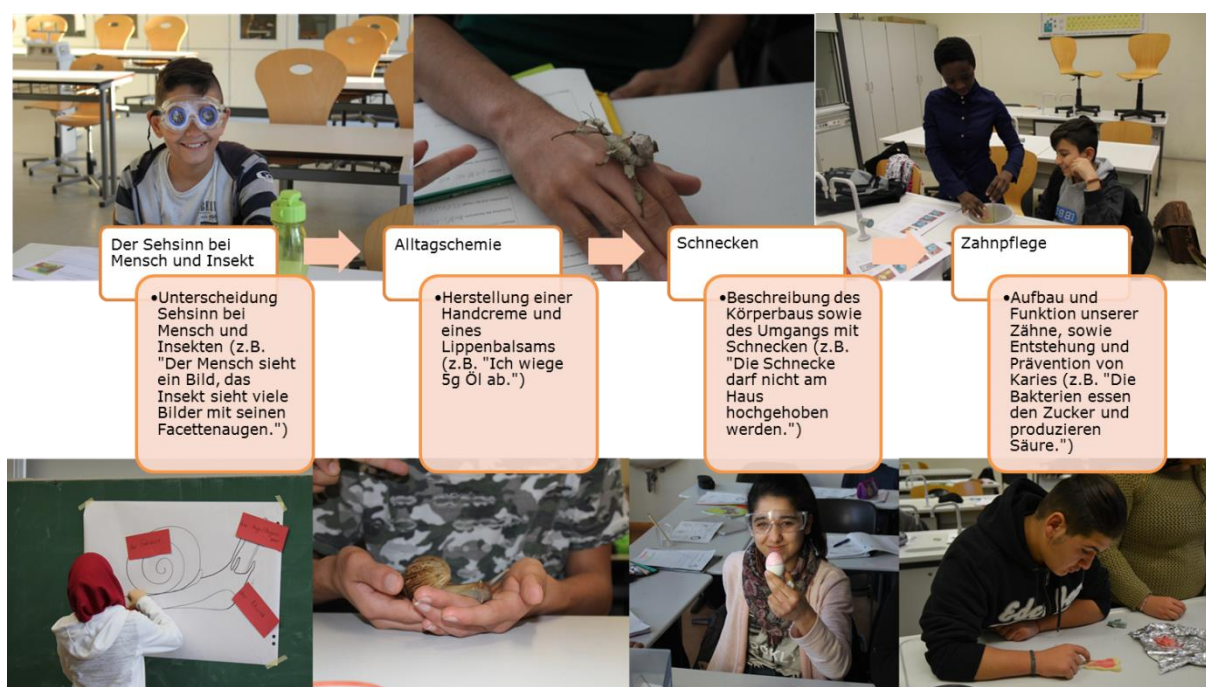 Der Sehsinn bei
Mensch und Insekt
•Unterscheidung
Sehsinn bei
Mensch und
Insekten (z.B.
"Der Mensch sieht
ein Bild, das
Insekt sieht viele
Bilder mit seinen
Facettenaugen.")
Alltagschemie
•Herstellung einer
Handcreme und
eines
Lippenbalsams
(z.B. "Ich wiege
5g Öl ab.")
Schnecken
•Beschreibung des
Körperbaus sowie
des Umgangs mit
Schnecken (z.B.
"Die Schnecke
darf nicht am
Haus
hochgehoben
werden.")
Zahnpflege
•Aufbau und
Funktion unserer
Zähne, sowie
Entstehung und
Prävention von
Karies (z.B. "Die
Bakterien essen
den Zucker und
produzieren
Säure.")